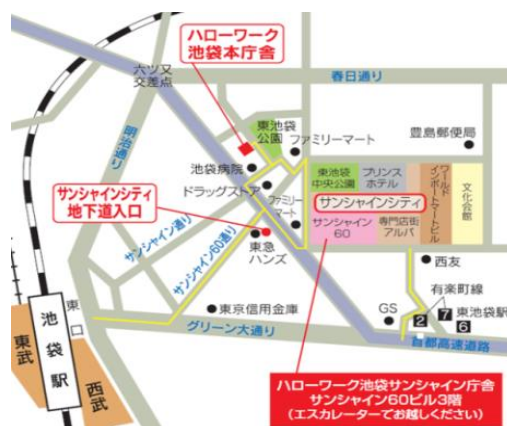 ハローワーク
池袋本庁舎
六ツ又
交差点
春日通り
明治通り
東池袋
公園
ファミリーマート
豊島郵便局
池袋病院
ドラッグストア
サンシャインシティ
地下道入口
ファミリー
マート
東池袋
中央公園
プリンス
ホテル
ワールド
インポートマートビル
文化会館
サンシャインシティ
サンシャイン
60
専門店街
アルパ
サンシャイン通り
サンシャイン60通り
東急
ハンズ
西友
有楽町線
東池袋駅
GS
2
7
6
東京信用金庫
グリーン大通り
首都高速道路
東口
池袋駅
東武
西武
ハローワーク池袋サンシャイン庁舎
サンシャイン60ビル3階
(エスカレーターでお越しください)